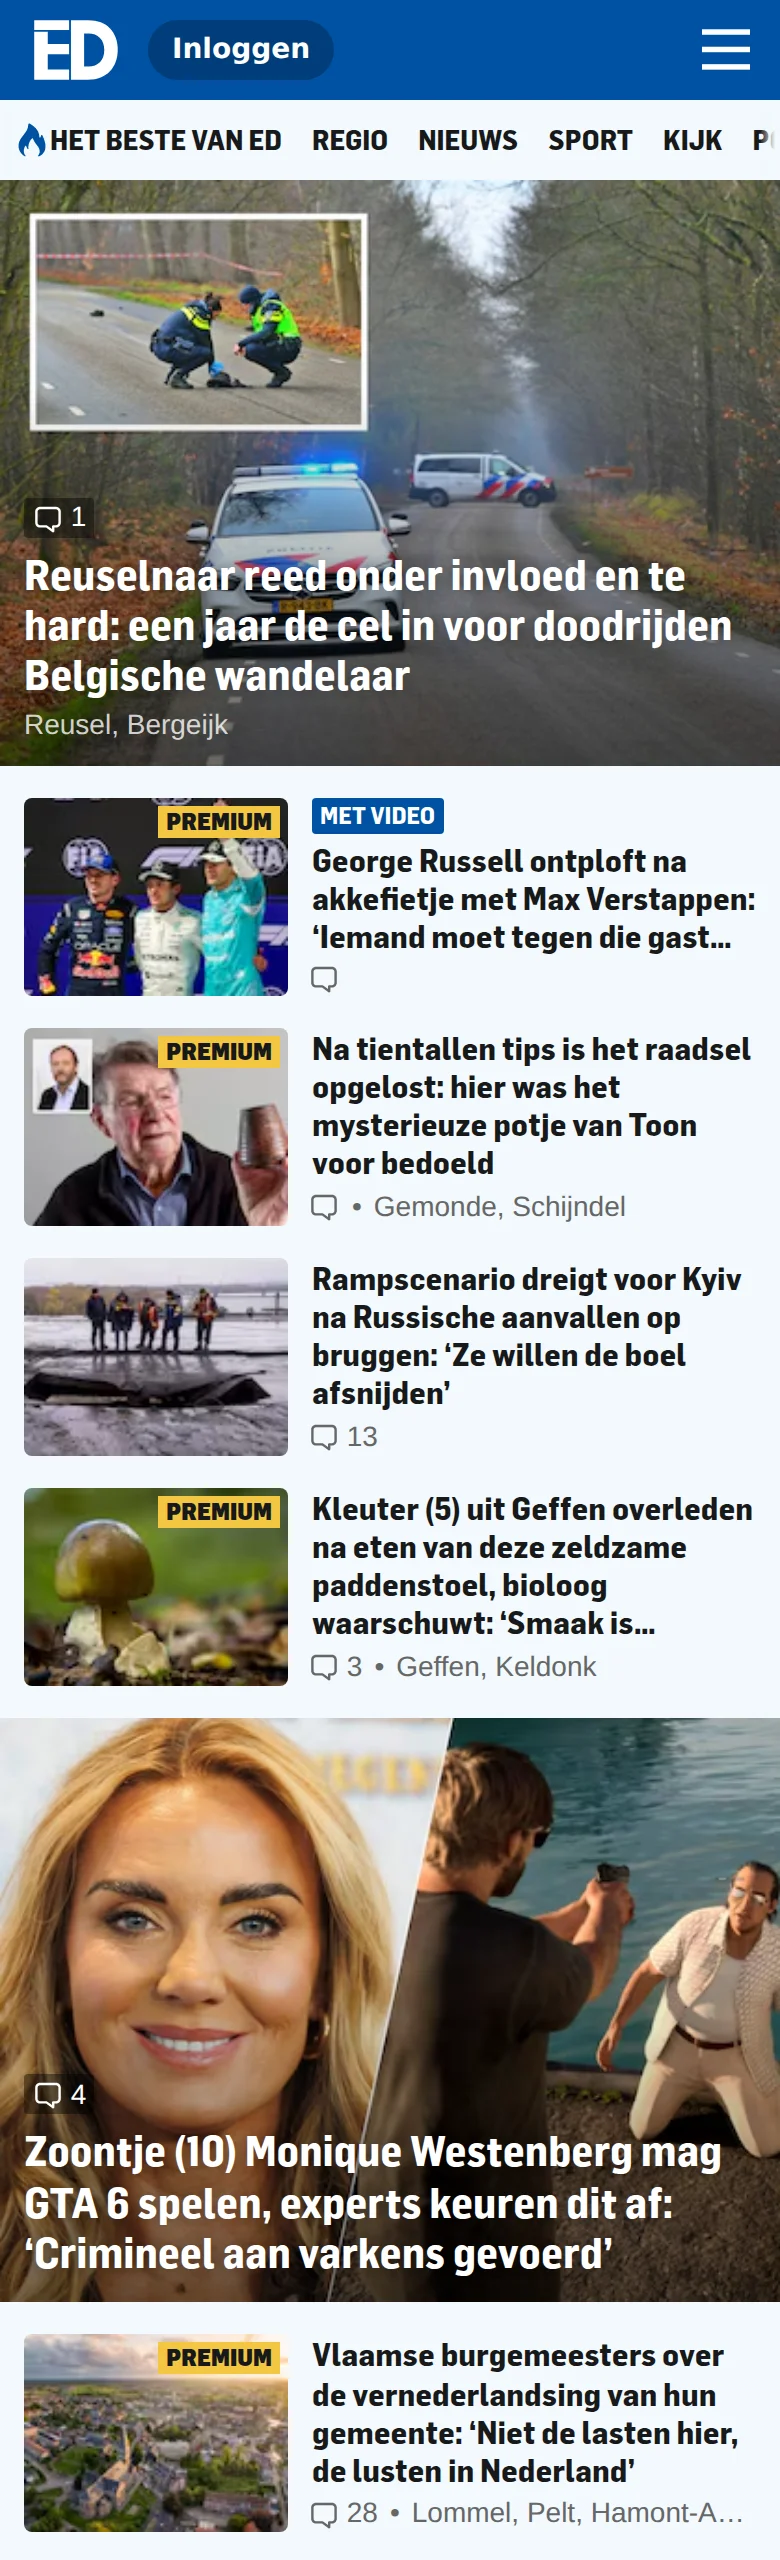 ED Inloggen
HET BESTE VAN ED REGIO NIEUWS SPORT KIJK
1
Reuselnaar reed onder invloed en te
hard: een jaar de cel in voor doodrijden
Belgische wandelaar
Reusel, Bergeijk
PREMIUM
FIA
FIA
ORACLE
Red Bull
PETRONAS
MET VIDEO
George Russell ontploft na
akkefietje met Max Verstappen:
‘Iemand moet tegen die gast...
PREMIUM
Na tientallen tips is het raadsel
opgelost: hier was het
mysterieuze potje van Toon
voor bedoeld
• Gemonde, Schijndel
Rampscenario dreigt voor Kyiv
na Russische aanvallen op
bruggen: ‘Ze willen de boel
afsnijden’
13
PREMIUM
Kleuter (5) uit Geffen overleden
na eten van deze zeldzame
paddenstoel, bioloog
waarschuwt: ‘Smaak is...
3 • Geffen, Keldonk
4
Zoontje (10) Monique Westenberg mag
GTA 6 spelen, experts keuren dit af:
‘Crimineel aan varkens gevoerd’
PREMIUM
Vlaamse burgemeesters over
de vernederlandsing van hun
gemeente: ‘Niet de lasten hier,
de lusten in Nederland’
28 • Lommel, Pelt, Hamont-A...